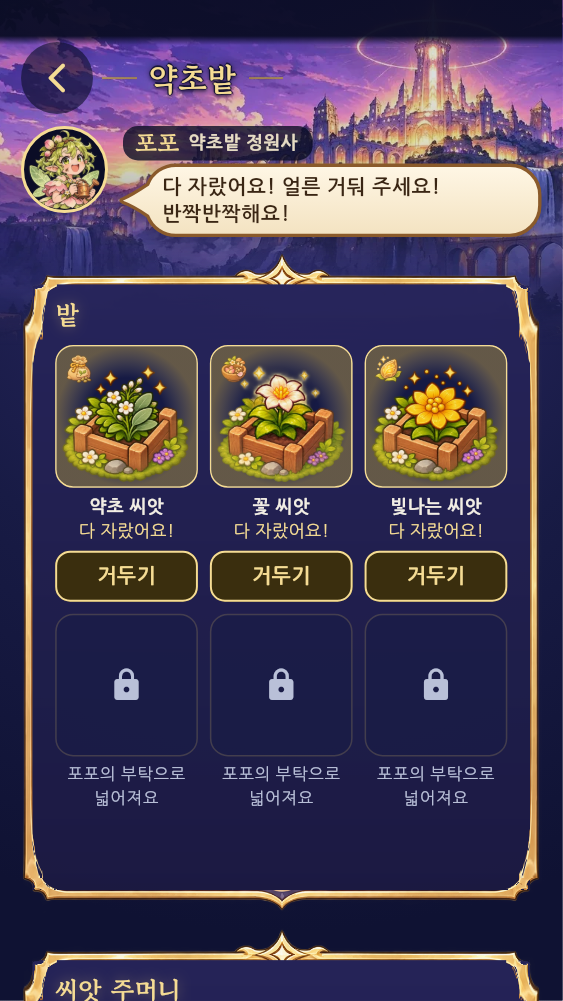 약초밭
포포 약초밭 정원사
다 자랐어요! 얼른 거둬 주세요!
반짝반짝해요!
밭
약초 씨앗
다 자랐어요!
거두기
꽃 씨앗
다 자랐어요!
거두기
빛나는 씨앗
다 자랐어요!
거두기
포포의 부탁으로
넓어져요
포포의 부탁으로
넓어져요
포포의 부탁으로
넓어져요
씨앗 주머니